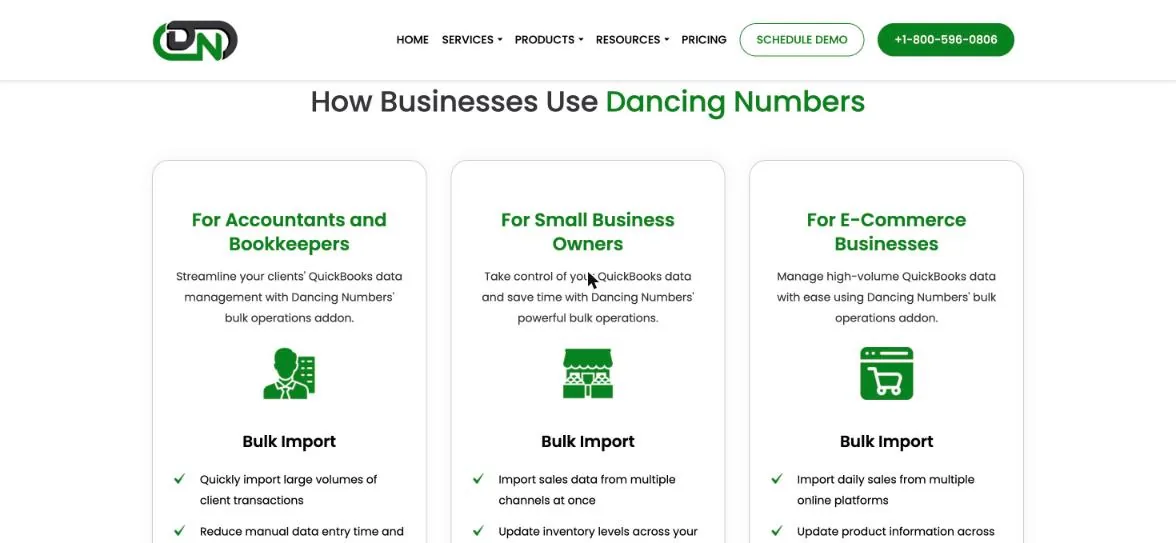 DN
HOME SERVICES PRODUCTS RESOURCES PRICING SCHEDULE DEMO +1-800-596-0806
How Businesses Use Dancing Numbers
For Accountants and
Bookkeepers
Streamline your clients' QuickBooks data
management with Dancing Numbers'
bulk operations addon.
Bulk Import
Quickly import large volumes of
client transactions
Reduce manual data entry time and
For Small Business
Owners
Take control of your QuickBooks data
and save time with Dancing Numbers'
powerful bulk operations.
Bulk Import
Import sales data from multiple
channels at once
Update inventory levels across your
For E-Commerce
Businesses
Manage high-volume QuickBooks data
with ease using Dancing Numbers' bulk
operations addon.
Bulk Import
Import daily sales from multiple
online platforms
Update product information across